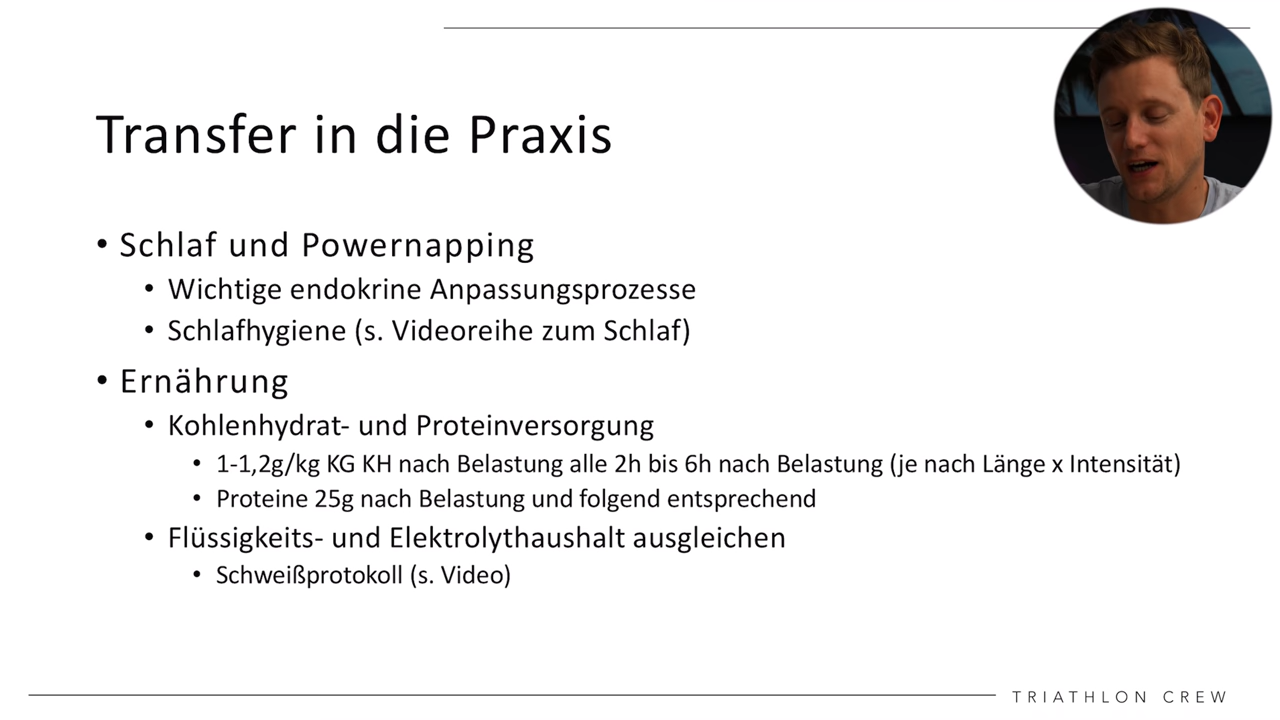 Transfer in die Praxis
• Schlaf und Powernapping
• Wichtige endokrine Anpassungsprozesse
• Schlafhygiene (s. Videoreihe zum Schlaf)
• Ernährung
• Kohlenhydrat- und Proteinversorgung
• 1-1,2g/kg KG KH nach Belastung alle 2h bis 6h nach Belastung (je nach Länge x Intensität)
• Proteine 25g nach Belastung und folgend entsprechend
• Flüssigkeits- und Elektrolythaushalt ausgleichen
• Schweißprotokoll (s. Video)
TRIATHLON CREW